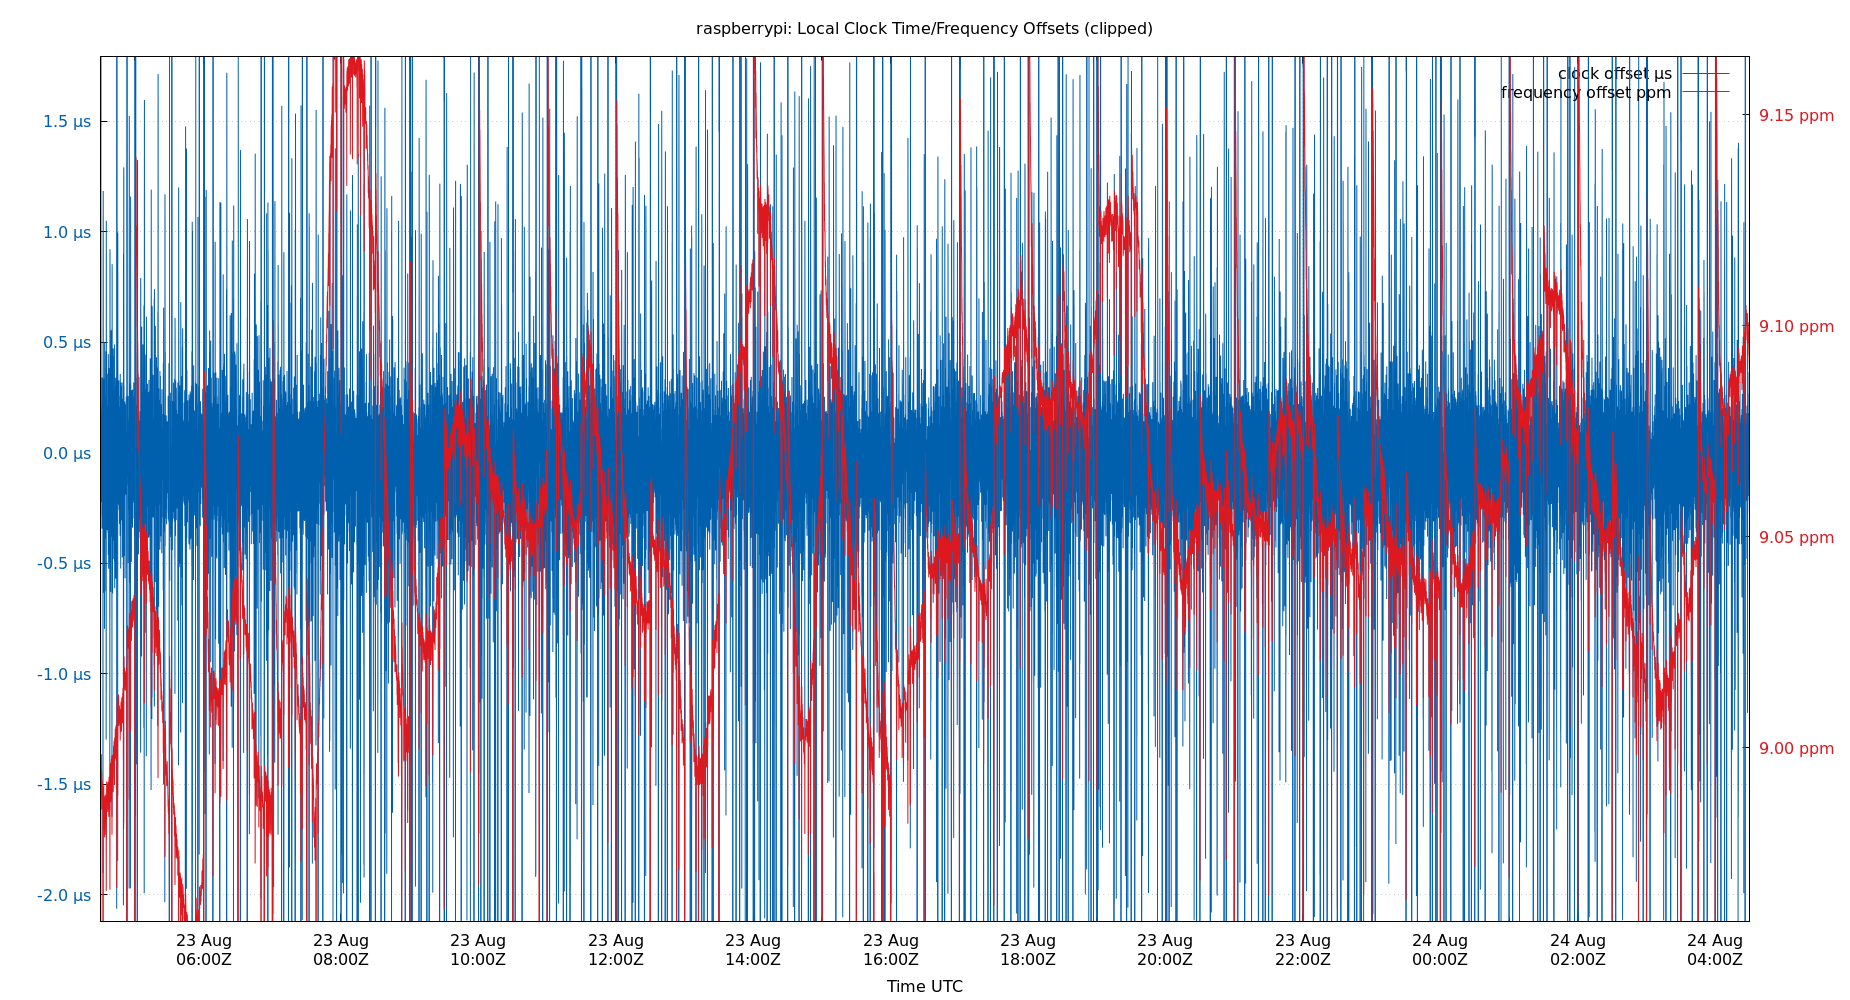 raspberrypi: Local Clock Time/Frequency Offsets (clipped)
clock offset µs
frequency offset ppm
1.5 µs
1.0 µs
0.5 µs
0.0 µs
-0.5 µs
-1.0 µs
-1.5 µs
-2.0 µs
9.15 ppm
9.10 ppm
9.05 ppm
9.00 ppm
23 Aug 23 Aug 23 Aug 23 Aug 23 Aug 23 Aug 23 Aug 23 Aug 23 Aug 24 Aug 24 Aug 24 Aug
06:00Z 08:00Z 10:00Z 12:00Z 14:00Z 16:00Z 18:00Z 20:00Z 22:00Z 00:00Z 02:00Z 04:00Z
Time UTC